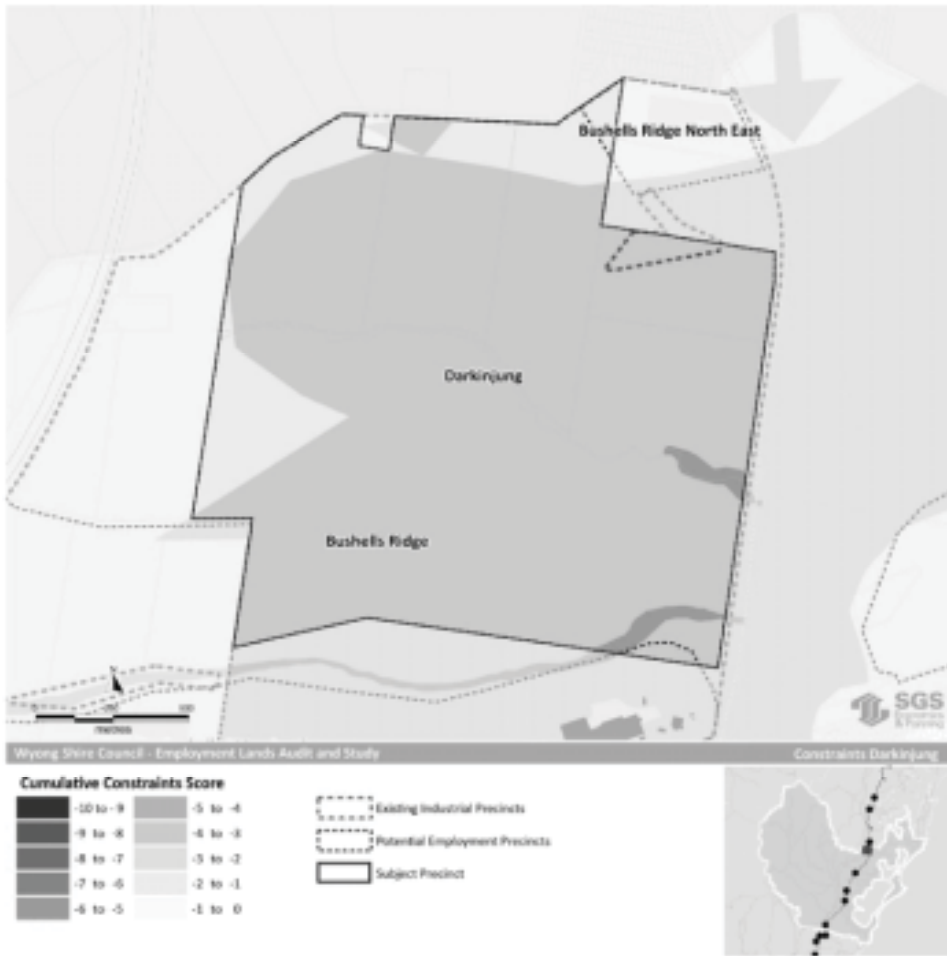 Bushells Ridge North East
Darkinjung
Bushells Ridge
metres
SGS
Economics
& Planning
Wyong Shire Council - Employment Lands Audit and Study
Constraints Darkinjung
Cumulative Constraints Score
-10 to -9
-9 to -8
-8 to -7
-7 to -6
-6 to -5
-5 to -4
-4 to -3
-3 to -2
-2 to -1
-1 to 0
Existing Industrial Precincts
Potential Employment Precincts
Subject Precinct